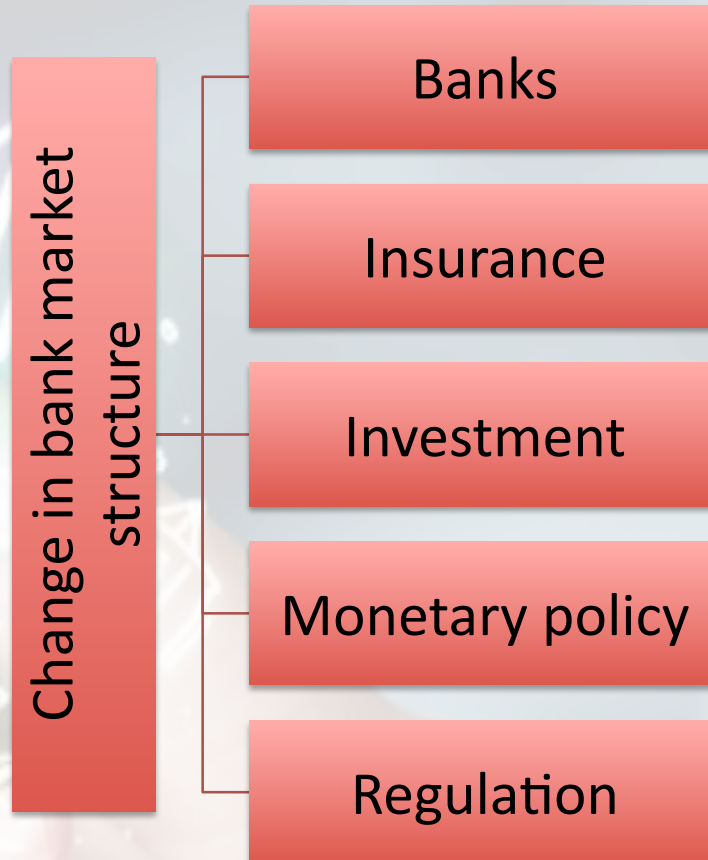 Change in bank market
structure
Banks
Insurance
Investment
Monetary policy
Regulation